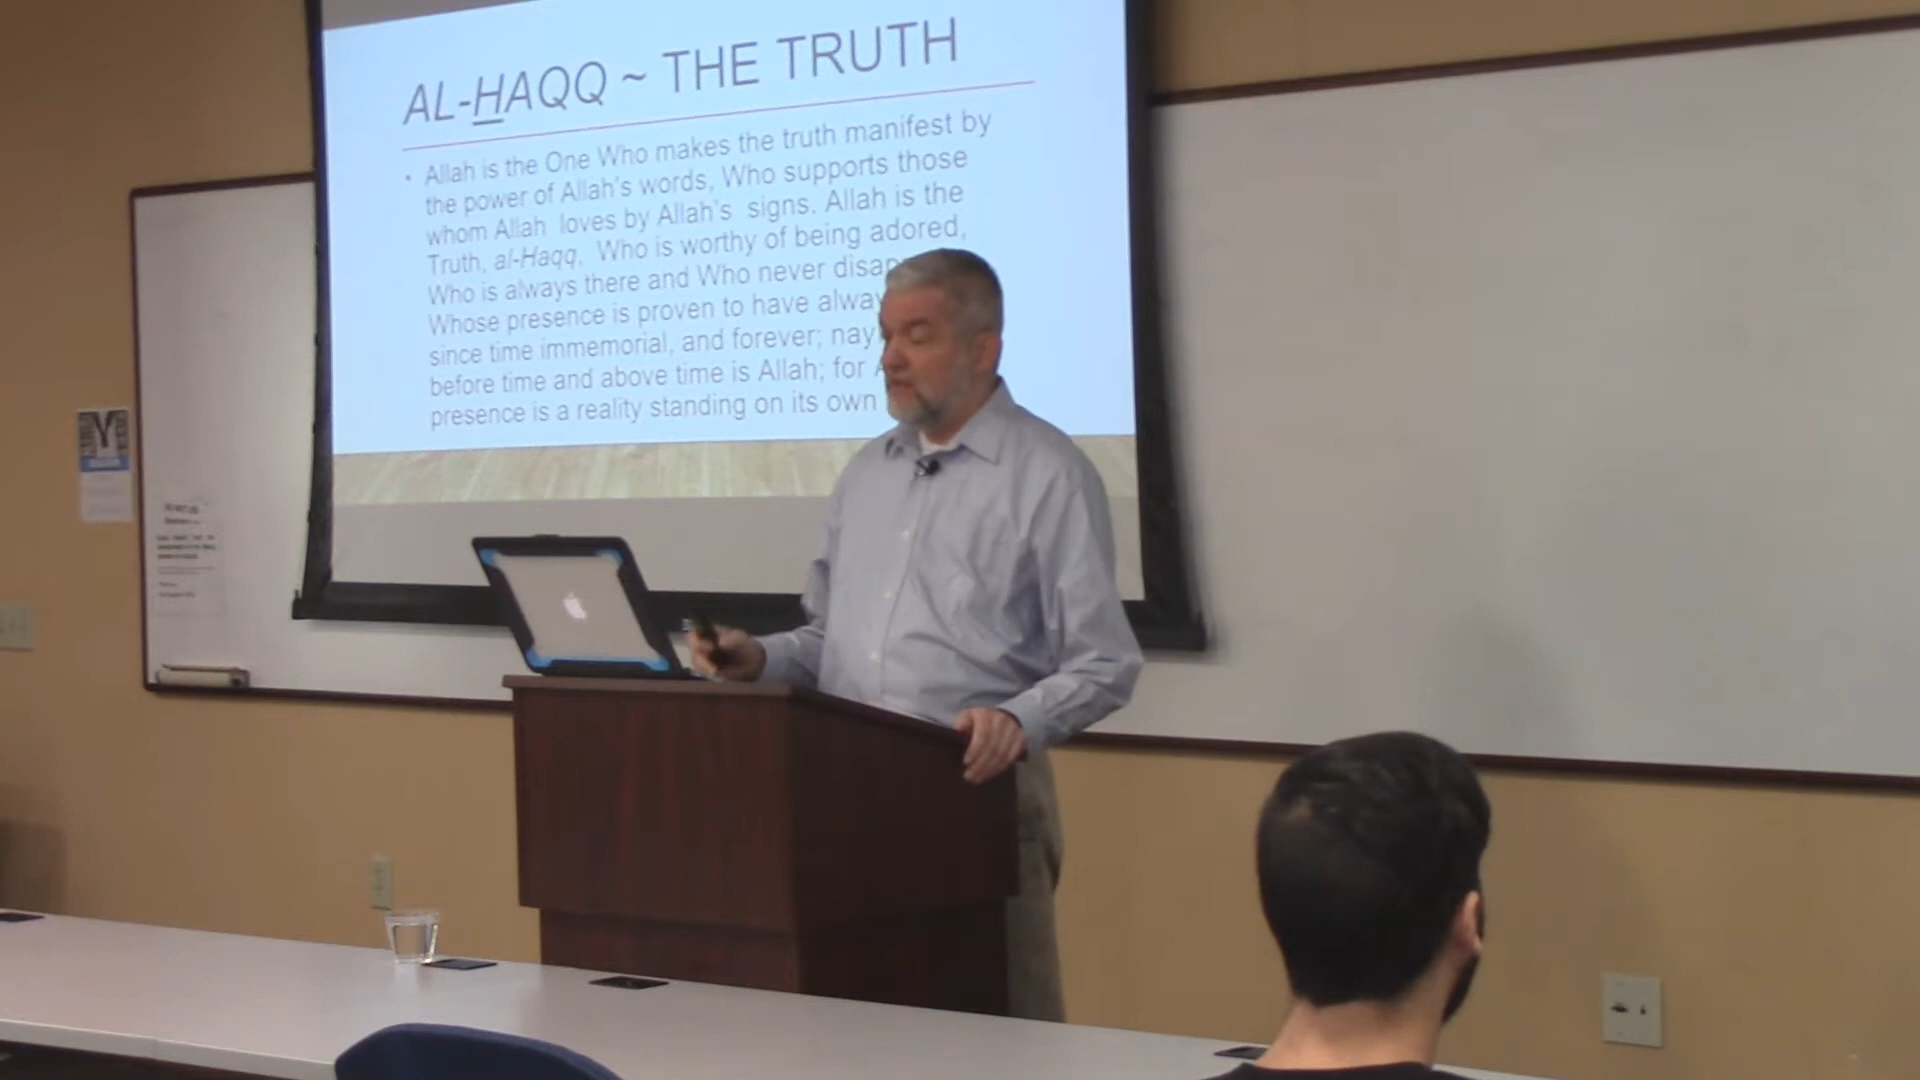 AL-HAQQ ~ THE TRUTH
• Allah is the One Who makes the truth manifest by
the power of Allah's words, Who supports those
whom Allah loves by Allah's signs. Allah is the
Truth, al-Haqq, Who is worthy of being adored,
Who is always there and Who never
Whose presence is proven to have
since time immemorial, and forever; nay
before time and above time is Allah; for
presence is a reality standing on its own